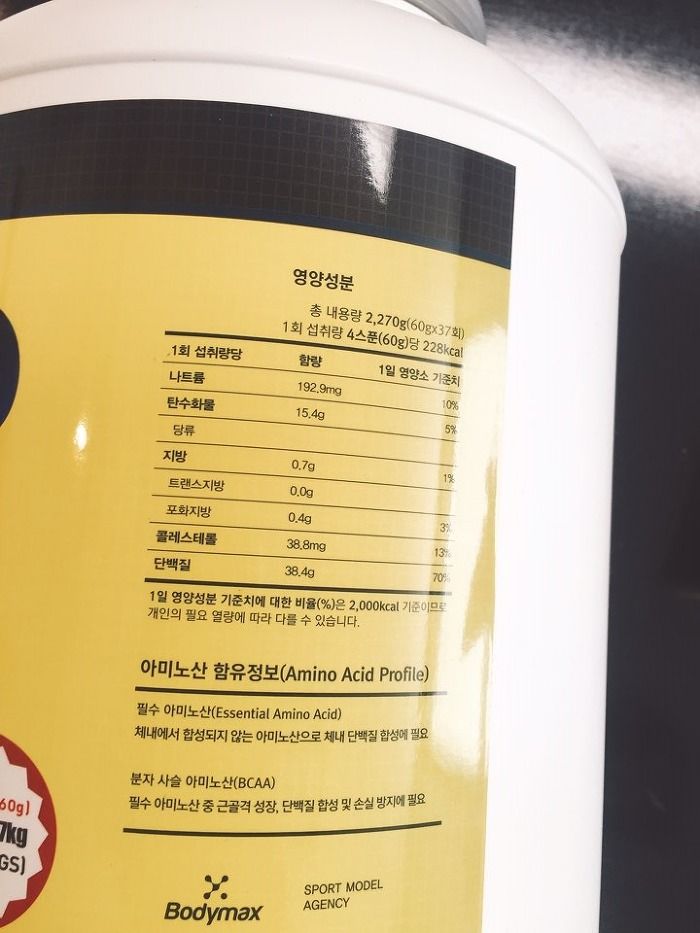 영양성분
총 내용량 2,270g(60gx37회)
1회 섭취량 4스푼(60g)당 228kcal
1회 섭취량당 함량 1일 영양소 기준치
나트륨 192.9mg 10%
탄수화물 15.4g 5%
당류
지방 0.7g 1%
트랜스지방 0.0g
포화지방 0.4g 3%
콜레스테롤 38.8mg 13%
단백질 38.4g 70%
1일 영양성분 기준치에 대한 비율(%)은 2,000kcal 기준이므로
개인의 필요 열량에 따라 다를 수 있습니다.
아미노산 함유정보(Amino Acid Profile)
필수 아미노산(Essential Amino Acid)
체내에서 합성되지 않는 아미노산으로 체내 단백질 합성에 필요
분자 사슬 아미노산(BCAA)
필수 아미노산 중 근골격 성장, 단백질 합성 및 손실 방지에 필요
60g)
7kg
GS)
Bodymax
SPORT MODEL
AGENCY